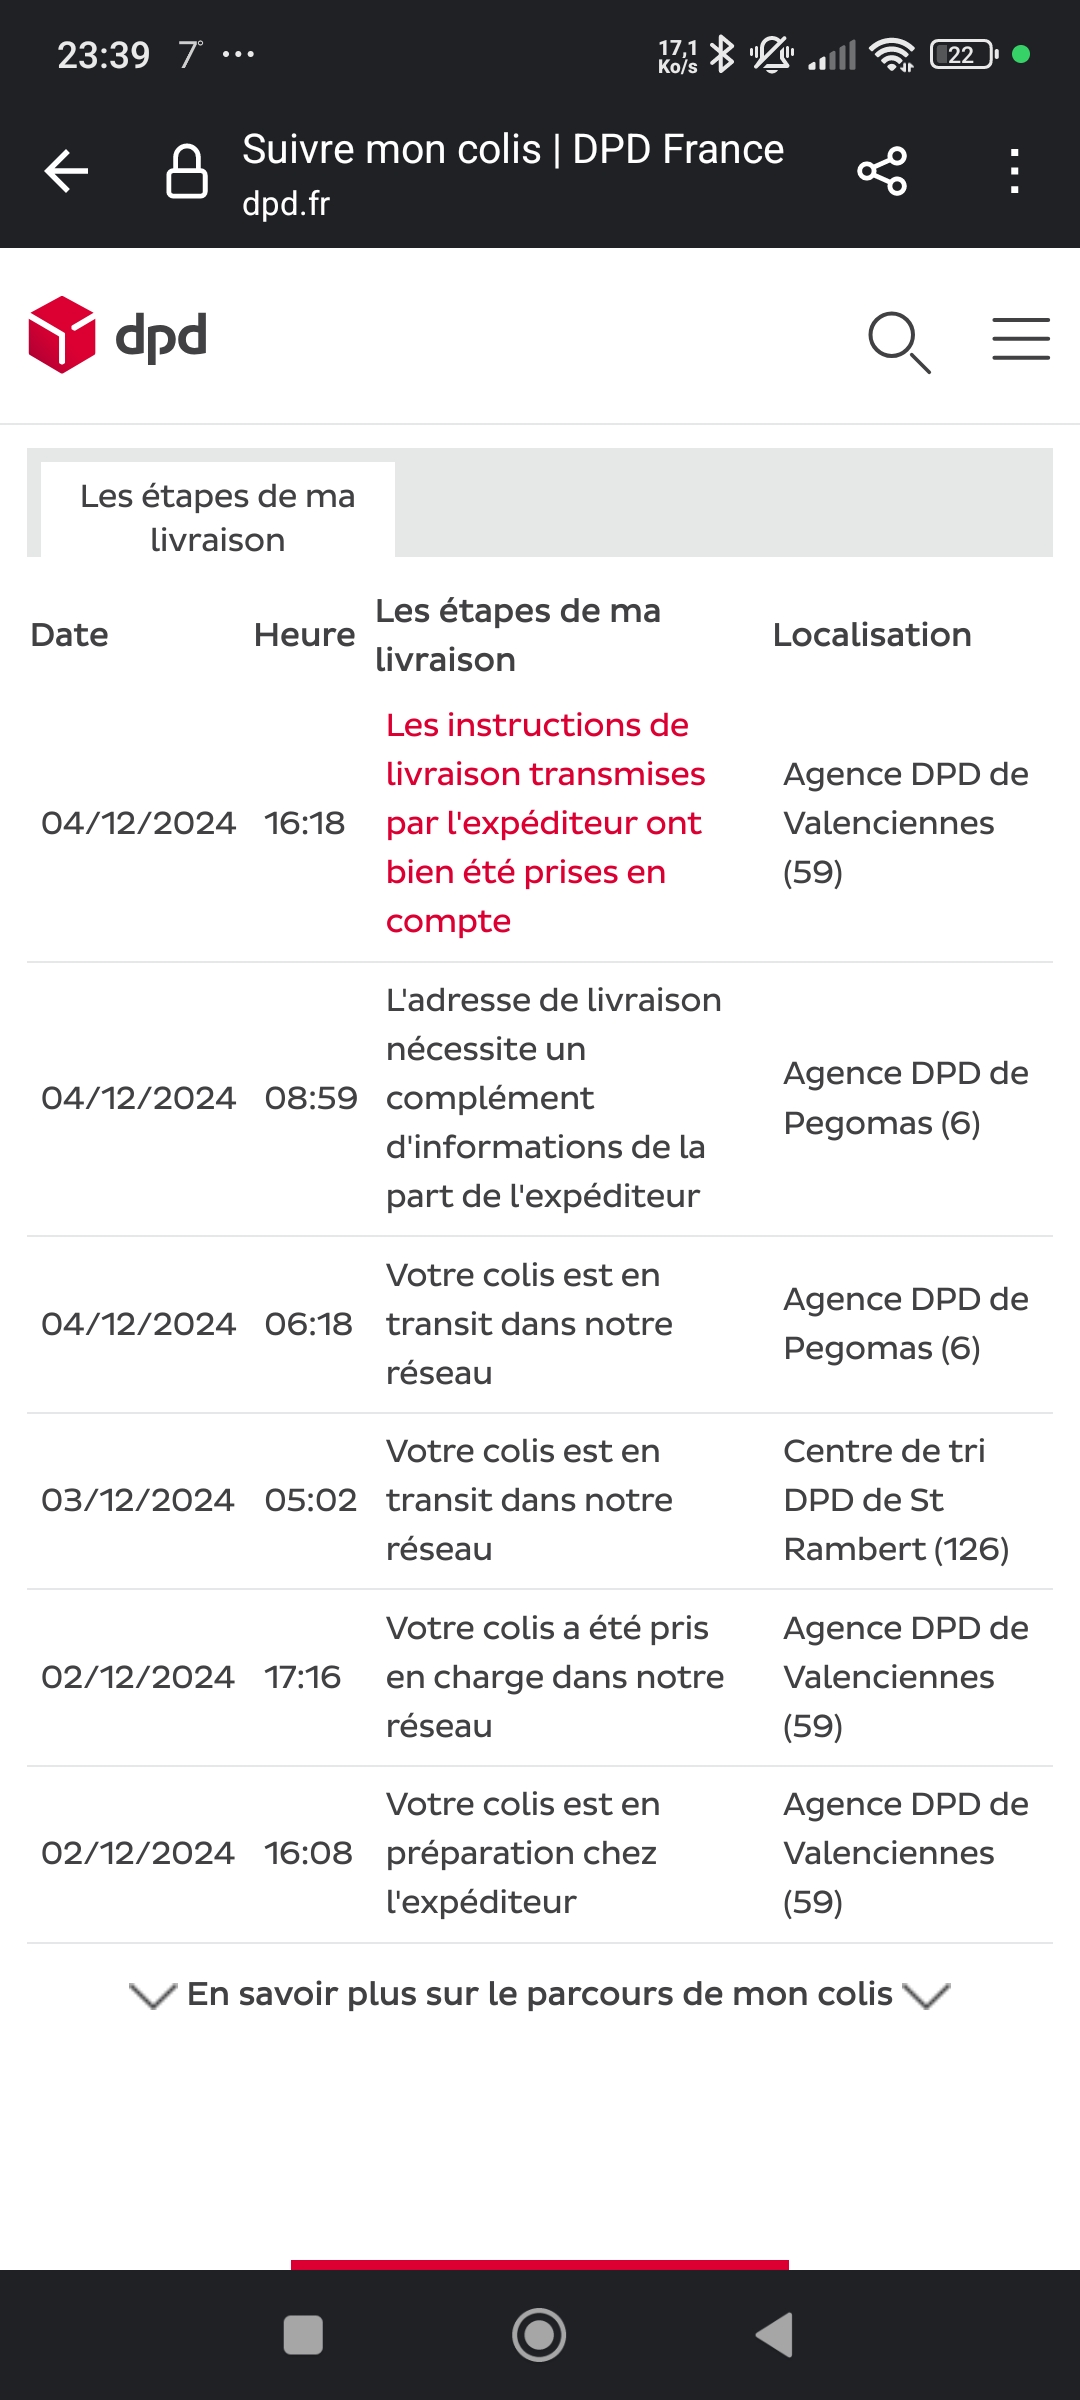 23:39 7° ...
17,1
Ko/s
22
Suivre mon colis | DPD France
dpd.fr
dpd
Les étapes de ma
livraison
Date Heure Les étapes de ma
livraison Localisation
04/12/2024 16:18 Les instructions de
livraison transmises
par l'expéditeur ont
bien été prises en
compte
Agence DPD de
Valenciennes
(59)
04/12/2024 08:59 L'adresse de livraison
nécessite un
complément
d'informations de la
part de l'expéditeur
Agence DPD de
Pegomas (6)
04/12/2024 06:18 Votre colis est en
transit dans notre
réseau
Agence DPD de
Pegomas (6)
03/12/2024 05:02 Votre colis est en
transit dans notre
réseau
Centre de tri
DPD de St
Rambert (126)
02/12/2024 17:16 Votre colis a été pris
en charge dans notre
réseau
Agence DPD de
Valenciennes
(59)
02/12/2024 16:08 Votre colis est en
préparation chez
l'expéditeur
Agence DPD de
Valenciennes
(59)
En savoir plus sur le parcours de mon colis